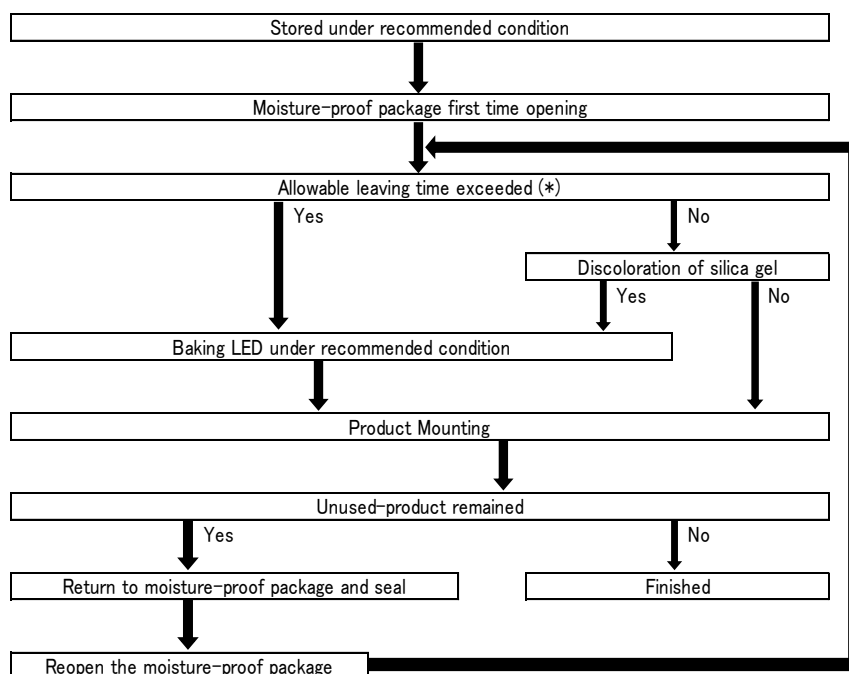 Stored under recommended condition
Moisture-proof package first time opening
Allowable leaving time exceeded (*)
Yes
No
Discoloration of silica gel
Yes
No
Baking LED under recommended condition
Product Mounting
Unused-product remained
Yes
No
Return to moisture-proof package and seal
Finished
Reopen the moisture-proof package